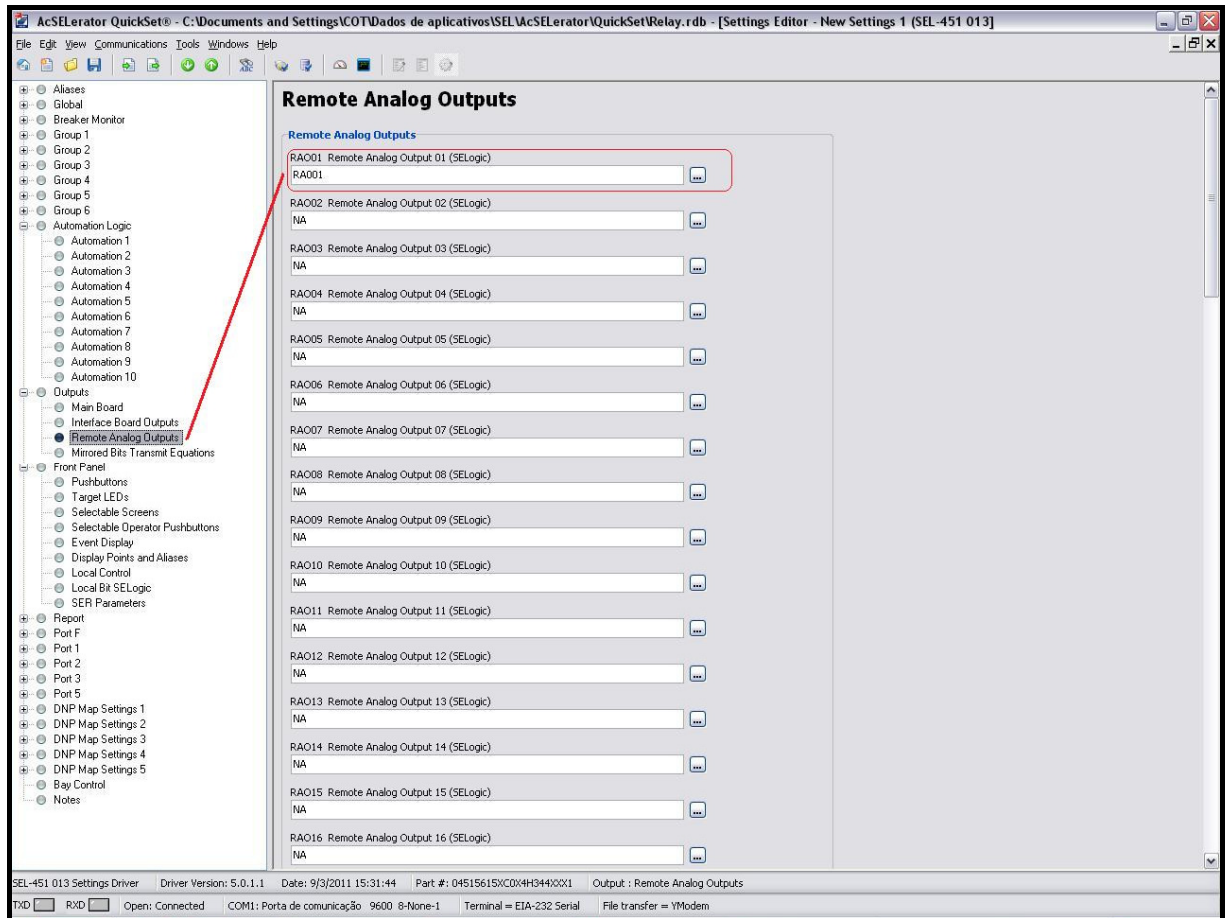 AcSELerator QuickSet® - C:\Documents and Settings\COT\Dados de aplicativos\SEL\AcSELerator\QuickSet\Relay.rdb - [Settings Editor - New Settings 1 (SEL-451 013]
File Edit View Communications Tools Windows Help
Aliases
Global
Breaker Monitor
Group 1
Group 2
Group 3
Group 4
Group 5
Group 6
Automation Logic
Automation 1
Automation 2
Automation 3
Automation 4
Automation 5
Automation 6
Automation 7
Automation 8
Automation 9
Automation 10
Outputs
Main Board
Interface Board Outputs
Remote Analog Outputs
Mirrored Bits Transmit Equations
Front Panel
Pushbuttons
Target LEDs
Selectable Screens
Selectable Operator Pushbuttons
Event Display
Display Points and Aliases
Local Control
Local Bit SELogic
SER Parameters
Report
Port F
Port 1
Port 2
Port 3
Port 5
DNP Map Settings 1
DNP Map Settings 2
DNP Map Settings 3
DNP Map Settings 4
DNP Map Settings 5
Bay Control
Notes
Remote Analog Outputs
Remote Analog Outputs
RAO01 Remote Analog Output 01 (SELogic)
RA001
...
RAO02 Remote Analog Output 02 (SELogic)
NA
...
RAO03 Remote Analog Output 03 (SELogic)
NA
...
RAO04 Remote Analog Output 04 (SELogic)
NA
...
RAO05 Remote Analog Output 05 (SELogic)
NA
...
RAO06 Remote Analog Output 06 (SELogic)
NA
...
RAO07 Remote Analog Output 07 (SELogic)
NA
...
RAO08 Remote Analog Output 08 (SELogic)
NA
...
RAO09 Remote Analog Output 09 (SELogic)
NA
...
RAO10 Remote Analog Output 10 (SELogic)
NA
...
RAO11 Remote Analog Output 11 (SELogic)
NA
...
RAO12 Remote Analog Output 12 (SELogic)
NA
...
RAO13 Remote Analog Output 13 (SELogic)
NA
...
RAO14 Remote Analog Output 14 (SELogic)
NA
...
RAO15 Remote Analog Output 15 (SELogic)
NA
...
RAO16 Remote Analog Output 16 (SELogic)
NA
...
SEL-451 013 Settings Driver Driver Version: 5.0.1.1 Date: 9/3/2011 15:31:44 Part #: 04515615XC0X4H344XXX1 Output : Remote Analog Outputs
TXD RXD Open: Connected COM1: Porta de comunicação 9600 8-None-1 Terminal = EIA-232 Serial File transfer = YModem